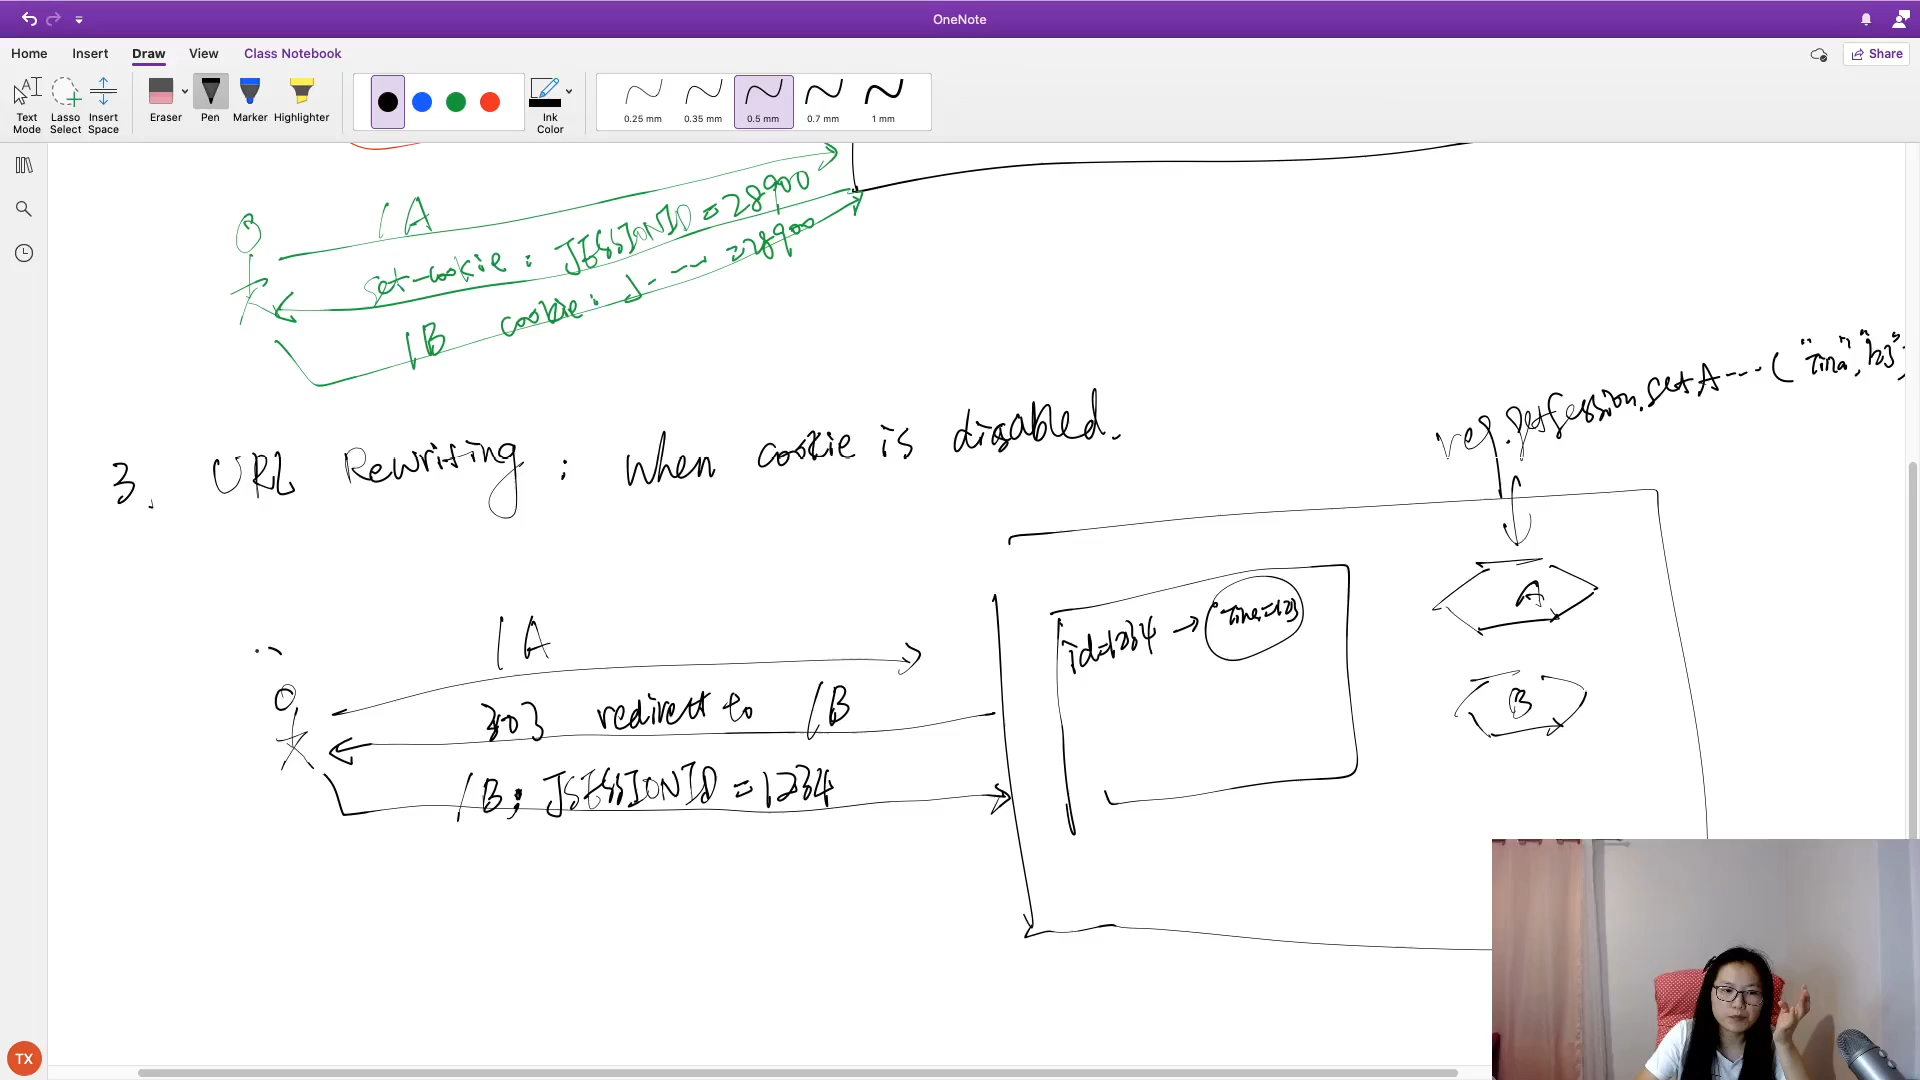 OneNote
Home Insert Draw View Class Notebook
Share
Text Mode
Lasso Select
Insert Space
Eraser
Pen
Marker
Highlighter
Ink Color
0.25 mm
0.35 mm
0.5 mm
0.7 mm
1 mm
/A
set-cookie: JESSIONID=28900
/B cookie: J-----=28900
"Tina", "123"
req.getSession.setA----(
3. URL Rewriting: When cookie is disabled.
A
id=1234 → Tina=123
/A
B
303 redirect to /B
/B; JSESSIONID=1234
TX